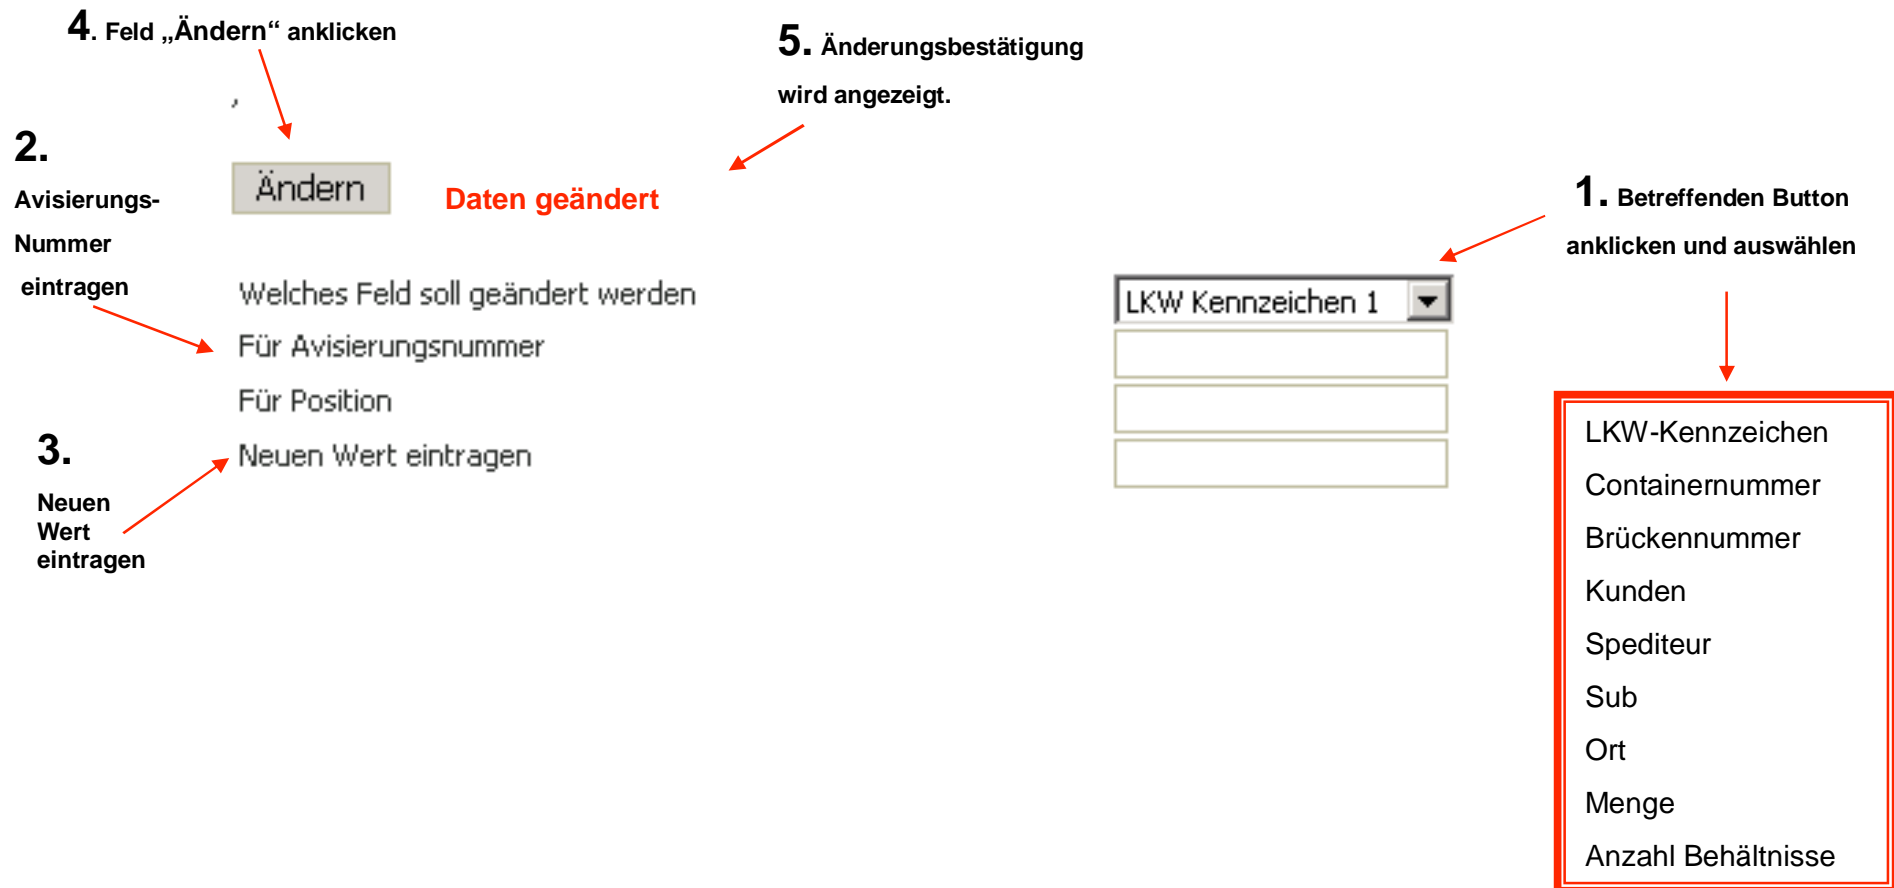 4. Feld „Ändern“ anklicken
5. Änderungsbestätigung
wird angezeigt.
,
2.
Avisierungs-
Nummer
eintragen
Ändern
Daten geändert
1. Betreffenden Button
anklicken und auswählen
Welches Feld soll geändert werden
LKW Kennzeichen 1
Für Avisierungsnummer
Für Position
Neuen Wert eintragen
3.
Neuen
Wert
eintragen
LKW-Kennzeichen
Containernummer
Brückennummer
Kunden
Spediteur
Sub
Ort
Menge
Anzahl Behältnisse